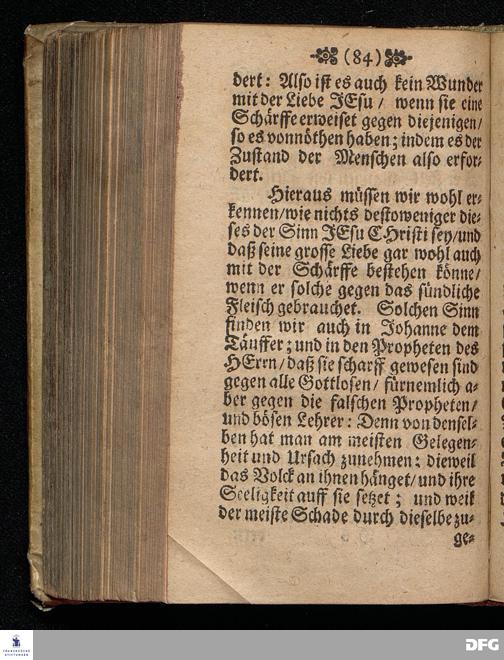 (84)
dert: Also ist es auch kein Wunder
mit der Liebe JEsu / wenn sie eine
Schärffe erweiset gegen diejenigen/
so es vonnöthen haben; indem es der
Zustand der Menschen also erfor-
dert.
Hieraus müssen wir wohl er-
kennen/wie nichts destoweniger die-
ses der Sinn JEsu CHristi sey/und
daß seine grosse Liebe gar wohl auch
mit der Schärffe bestehen könne/
wenn er solche gegen das sündliche
Fleisch gebrauchet. Solchen Sinn
finden wir auch in Johanne dem
Täuffer; und in den Propheten des
HErrn/ daß sie scharff gewesen sind
gegen alle Gottlosen/ fürnemlich a-
ber gegen die falschen Propheten/
und bösen Lehrer: Denn von densel-
ben hat man am meisten Gelegen-
heit und Ursach zunehmen: dieweil
das Volck an ihnen hänget/und ihre
Seeligkeit auff sie setzet; und weil
der meiste Schade durch dieselbe zu-
ge-
FRANCKESCHE
STIFTUNGEN
DFG